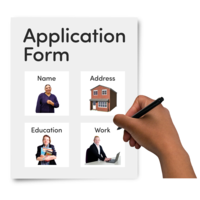 Application
Form
Name
Address
Education
Work